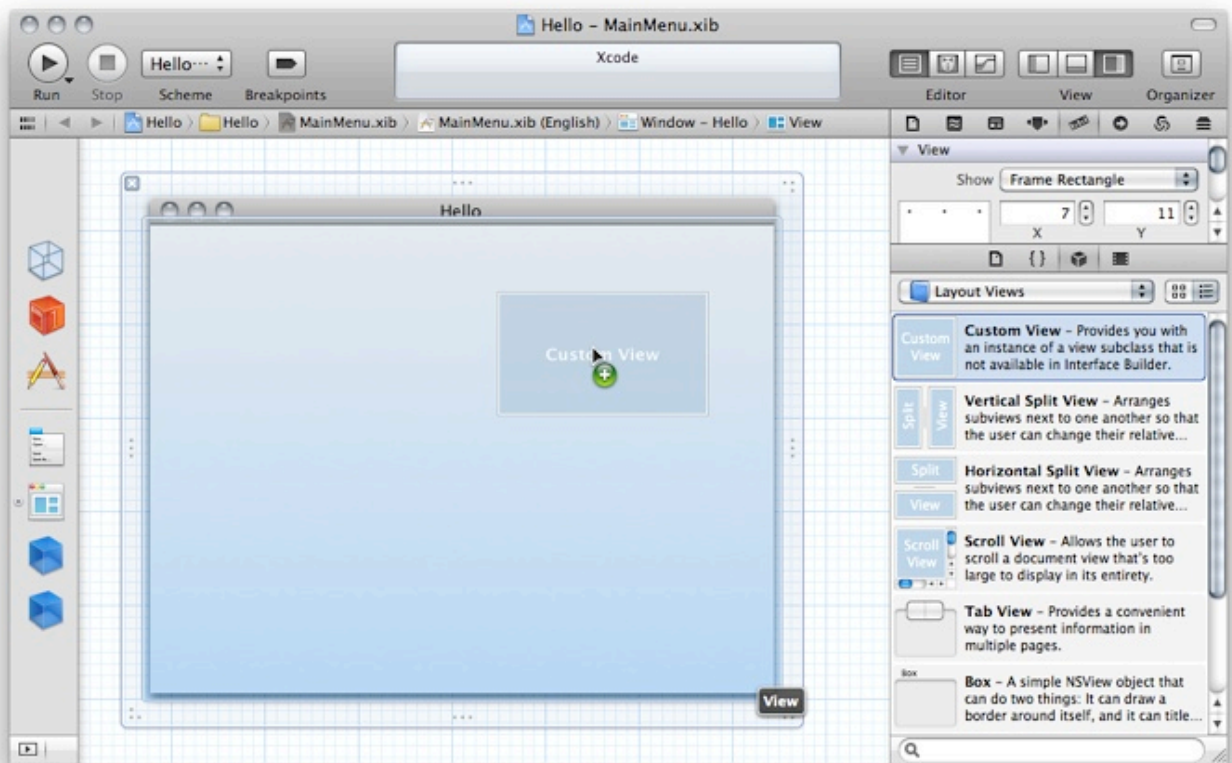 Hello – MainMenu.xib
Hello··· 
Xcode
Run
Stop
Scheme
Breakpoints
Editor
View
Organizer
Hello
Hello
MainMenu.xib
MainMenu.xib (English)
Window – Hello
View
View
Show
Frame Rectangle
7
11
X
Y
{}
Layout Views
Hello
Custom View
View
Custom
View
Custom View – Provides you with
an instance of a view subclass that is
not available in Interface Builder.
Split
View
Vertical Split View – Arranges
subviews next to one another so that
the user can change their relative...
Split
View
Horizontal Split View – Arranges
subviews next to one another so that
the user can change their relative...
Scroll
View
Scroll View – Allows the user to
scroll a document view that's too
large to display in its entirety.
Tab View – Provides a convenient
way to present information in
multiple pages.
Box
Box – A simple NSView object that
can do two things: It can draw a
border around itself, and it can title...